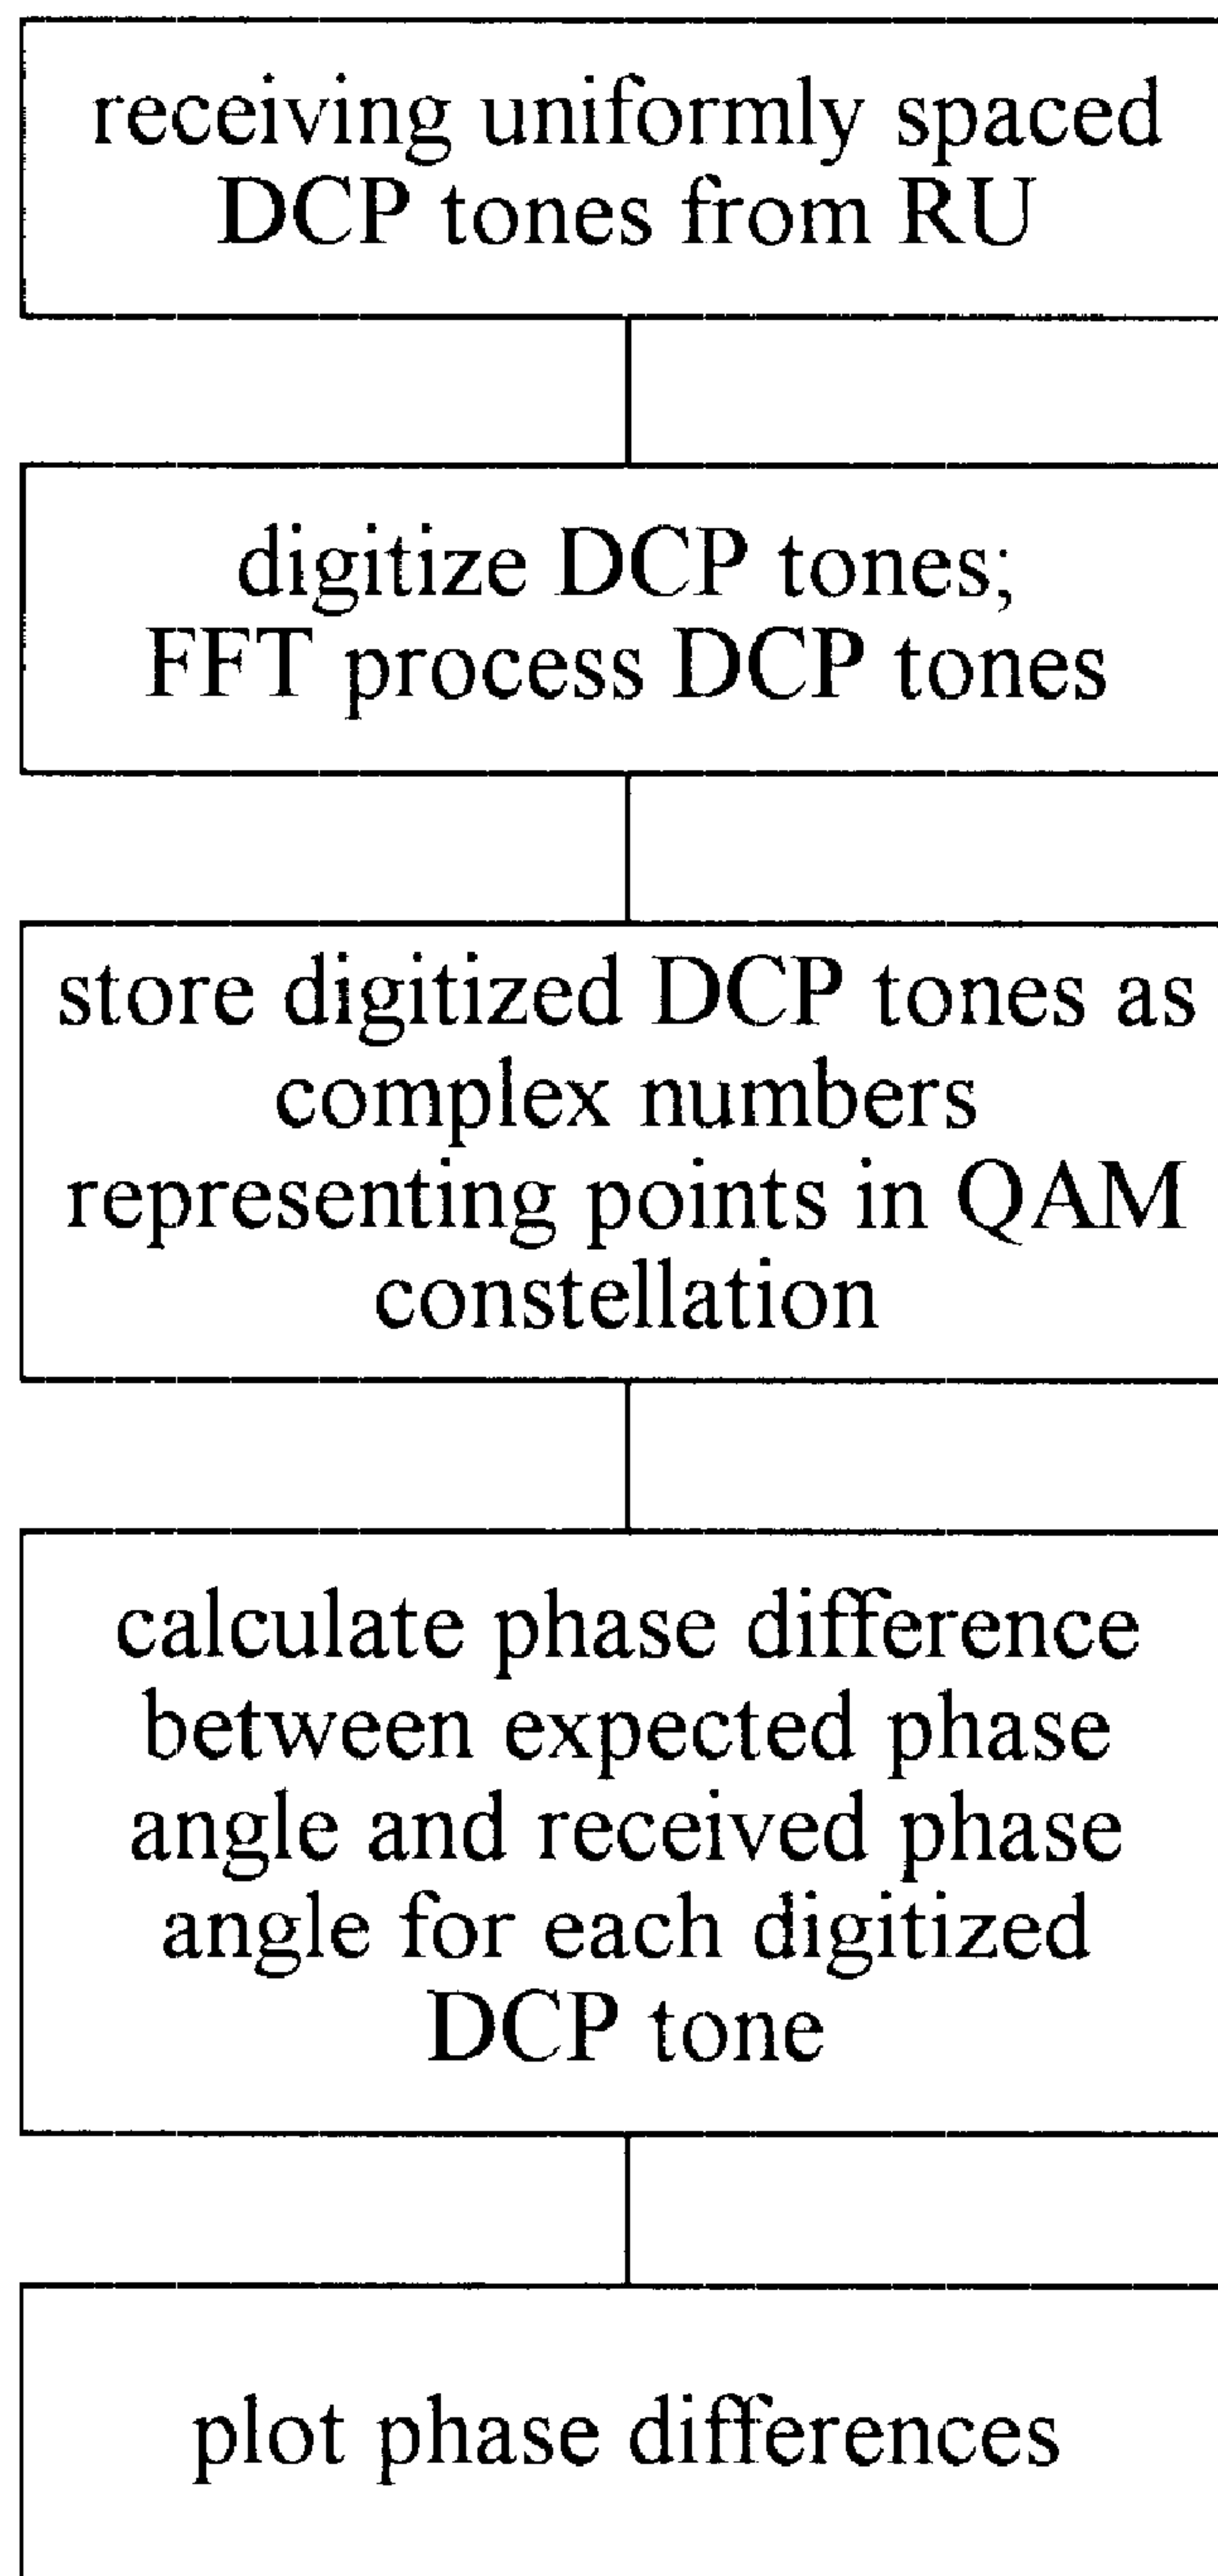 receiving uniformly spaced
DCP tones from RU
digitize DCP tones;
FFT process DCP tones
store digitized DCP tones as
complex numbers
representing points in QAM
constellation
calculate phase difference
between expected phase
angle and received phase
angle for each digitized
DCP tone
plot phase differences